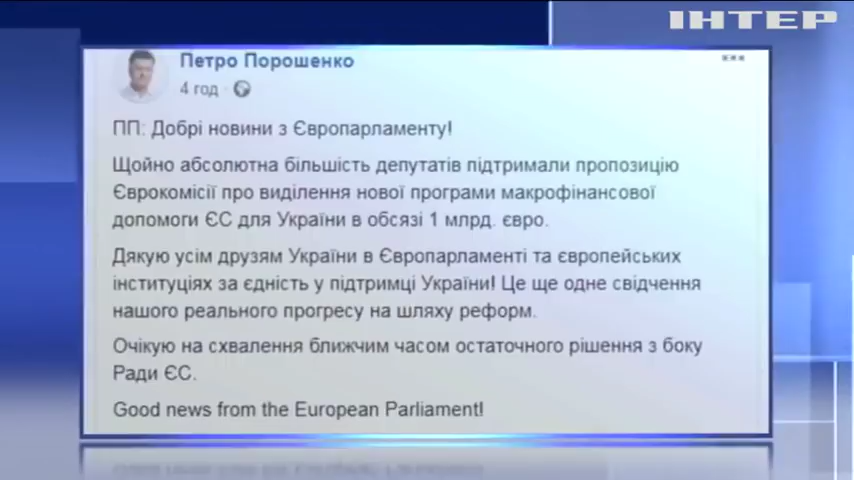 ІНТЕР
Петро Порошенко
4 год
ПП: Добрі новини з Європарламенту!
Щойно абсолютна більшість депутатів підтримали пропозицію
Єврокомісії про виділення нової програми макрофінансової
допомоги ЄС для України в обсязі 1 млрд. євро.
Дякую усім друзям України в Європарламенті та європейських
інституціях за єдність у підтримці України! Це ще одне свідчення
нашого реального прогресу на шляху реформ.
Очікую на схвалення ближчим часом остаточного рішення з боку
Ради ЄС.
Good news from the European Parliament!